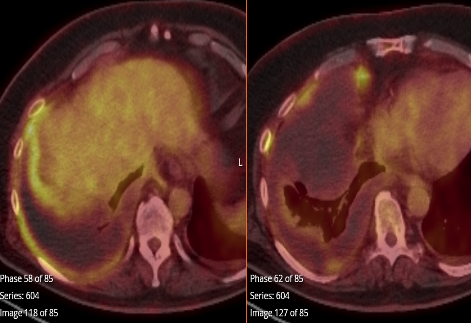 L
Phase 58 of 85
Series: 604
Image 118 of 85
Phase 62 of 85
Series: 604
Image 127 of 85